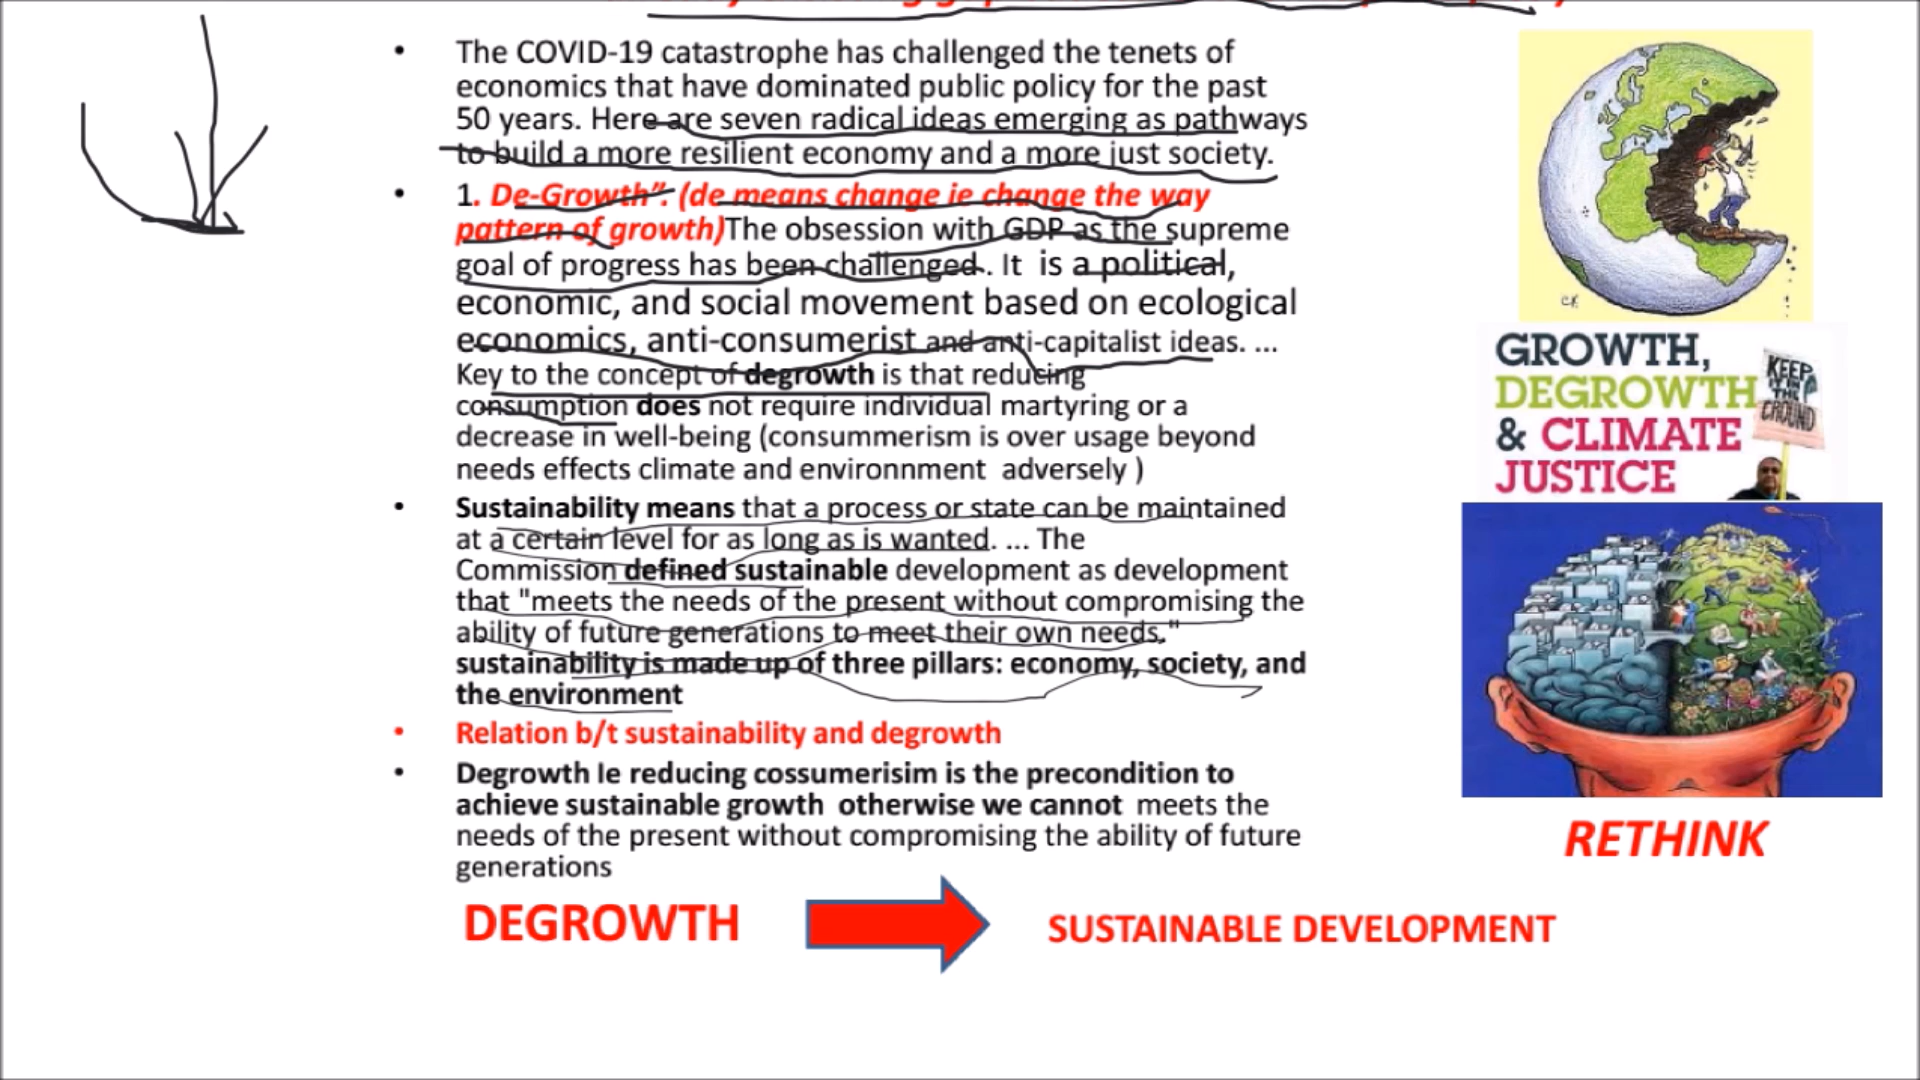 The COVID-19 catastrophe has challenged the tenets of
economics that have dominated public policy for the past
50 years. Here are seven radical ideas emerging as pathways
to build a more resilient economy and a more just society.
1. De-Growth”. (de means change ie change the way
pattern of growth)The obsession with GDP as the supreme
goal of progress has been challenged. It is a political,
economic, and social movement based on ecological
economics, anti-consumerist and anti-capitalist ideas. ...
Key to the concept of degrowth is that reducing
consumption does not require individual martyring or a
decrease in well-being (consummerism is over usage beyond
needs effects climate and environnment adversely )
Sustainability means that a process or state can be maintained
at a certain level for as long as is wanted. ... The
Commission defined sustainable development as development
that "meets the needs of the present without compromising the
ability of future generations to meet their own needs."
sustainability is made up of three pillars: economy, society, and
the environment
Relation b/t sustainability and degrowth
Degrowth Ie reducing cossumerisim is the precondition to
achieve sustainable growth otherwise we cannot meets the
needs of the present without compromising the ability of future
generations
DEGROWTH
SUSTAINABLE DEVELOPMENT
GROWTH,
DEGROWTH
& CLIMATE
JUSTICE
KEEP
IT IN
THE
GROUND
RETHINK